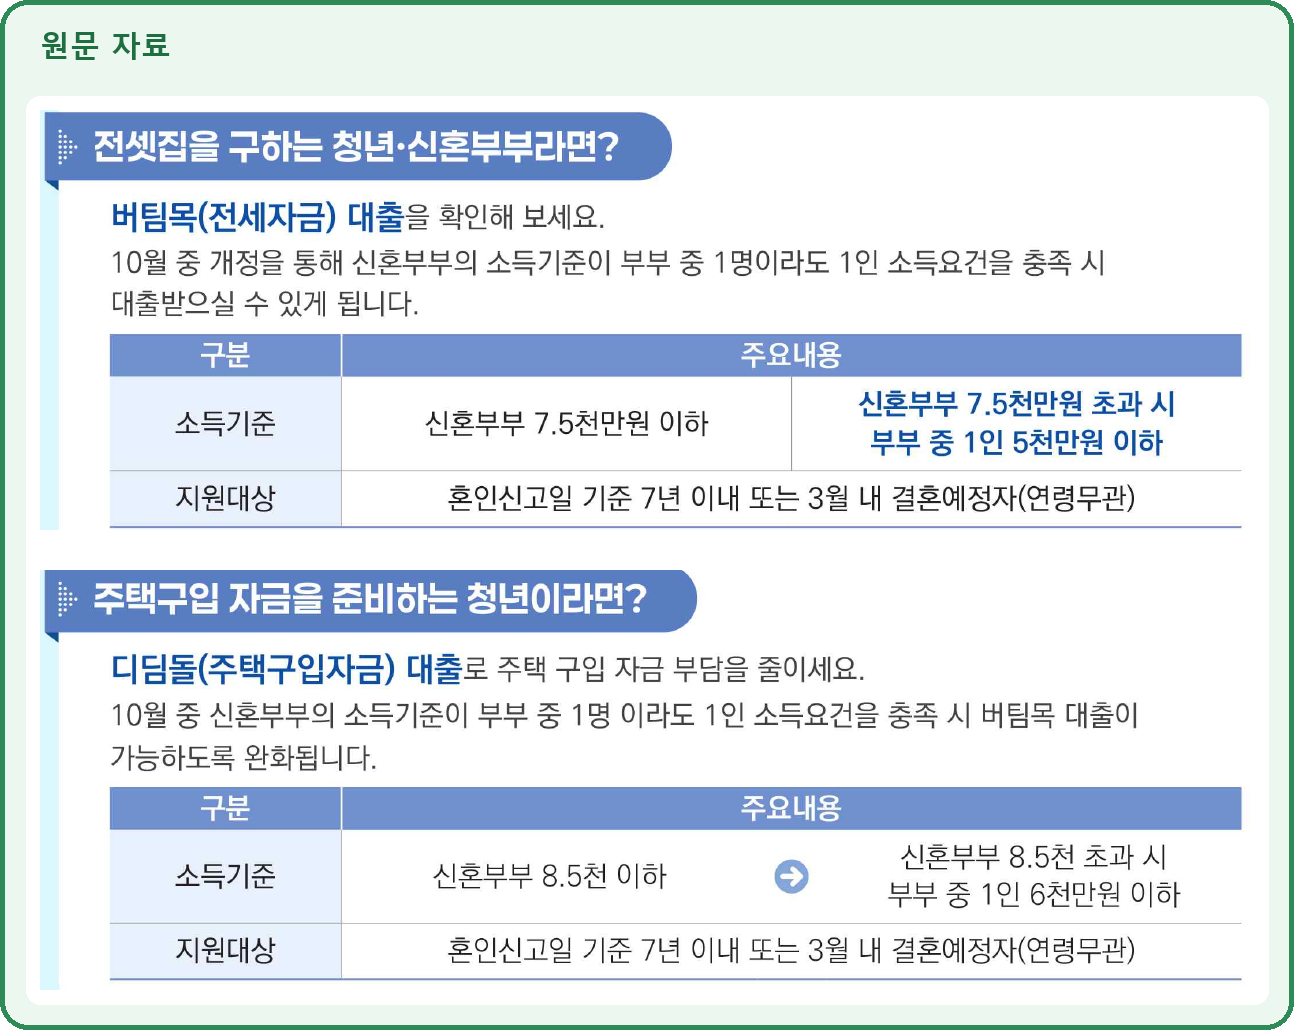 원문 자료
전셋집을 구하는 청년·신혼부부라면?
버팀목(전세자금) 대출을 확인해 보세요.
10월 중 개정을 통해 신혼부부의 소득기준이 부부 중 1명이라도 1인 소득요건을 충족 시
대출받으실 수 있게 됩니다.
구분 주요내용
소득기준 신혼부부 7.5천만원 이하 신혼부부 7.5천만원 초과 시
부부 중 1인 5천만원 이하
지원대상 혼인신고일 기준 7년 이내 또는 3월 내 결혼예정자(연령무관)
주택구입 자금을 준비하는 청년이라면?
디딤돌(주택구입자금) 대출로 주택 구입 자금 부담을 줄이세요.
10월 중 신혼부부의 소득기준이 부부 중 1명 이라도 1인 소득요건을 충족 시 버팀목 대출이
가능하도록 완화됩니다.
구분 주요내용
소득기준 신혼부부 8.5천 이하 신혼부부 8.5천 초과 시
부부 중 1인 6천만원 이하
지원대상 혼인신고일 기준 7년 이내 또는 3월 내 결혼예정자(연령무관)